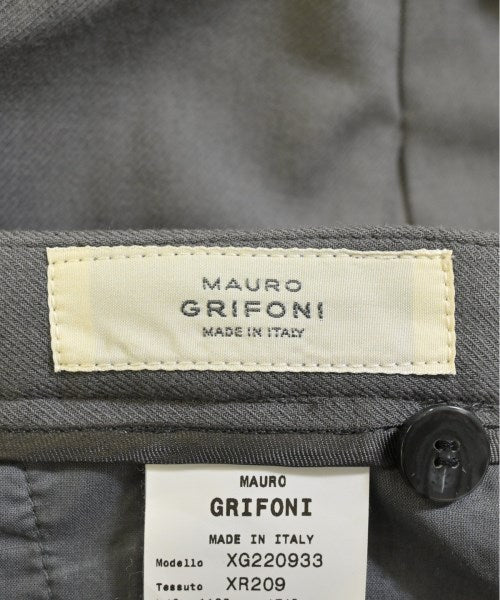 MAURO
GRIFONI
MADE IN ITALY
MAURO
GRIFONI
MADE IN ITALY
Modello XG220933
Tessuto XR209